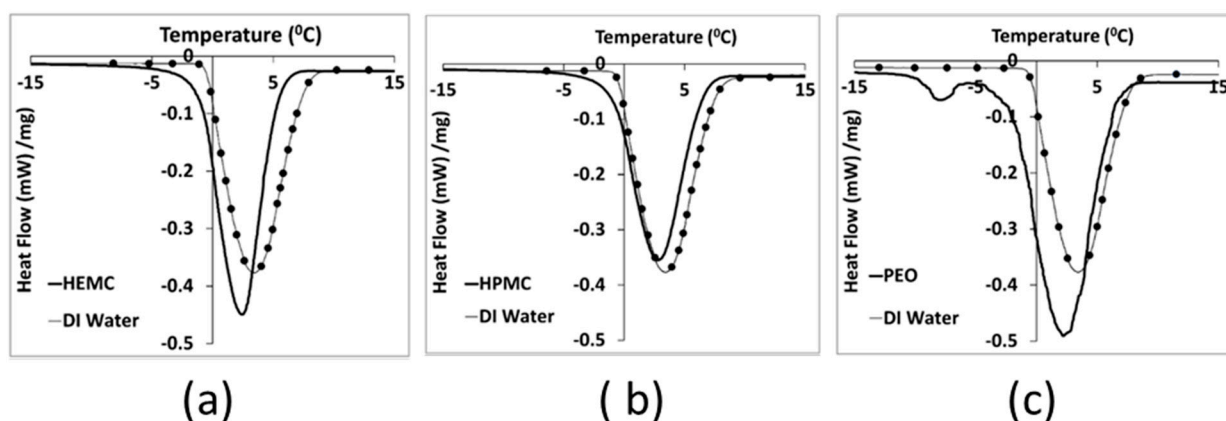 Temperature (⁰C)
0
-15
-5
5
15
-0.1
-0.2
-0.3
-0.4
-0.5
Heat Flow (mW) /mg)
HEMC
DI Water
(a)
Temperature (⁰C)
0
-15
-5
5
15
-0.1
-0.2
-0.3
-0.4
-0.5
Heat Flow (mW) /mg)
HPMC
DI Water
( b)
Temperature (⁰C)
0
-15
-5
5
15
-0.1
-0.2
-0.3
-0.4
-0.5
Heat Flow (mW) /mg)
PEO
DI Water
(c)